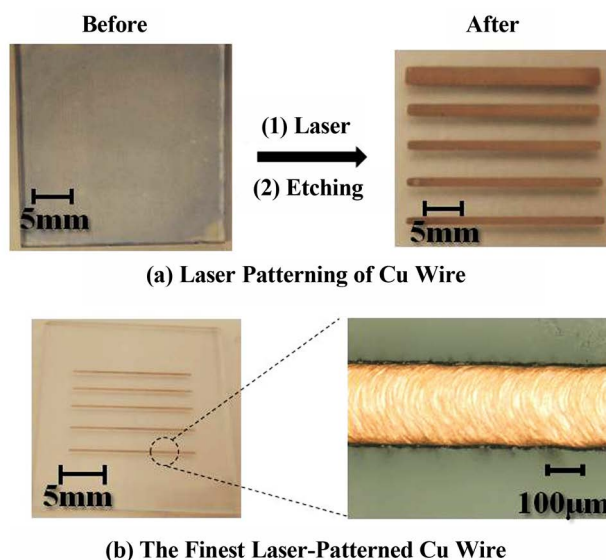 Before
After
(1) Laser
(2) Etching
5mm
5mm
(a) Laser Patterning of Cu Wire
5mm
100μm
(b) The Finest Laser-Patterned Cu Wire